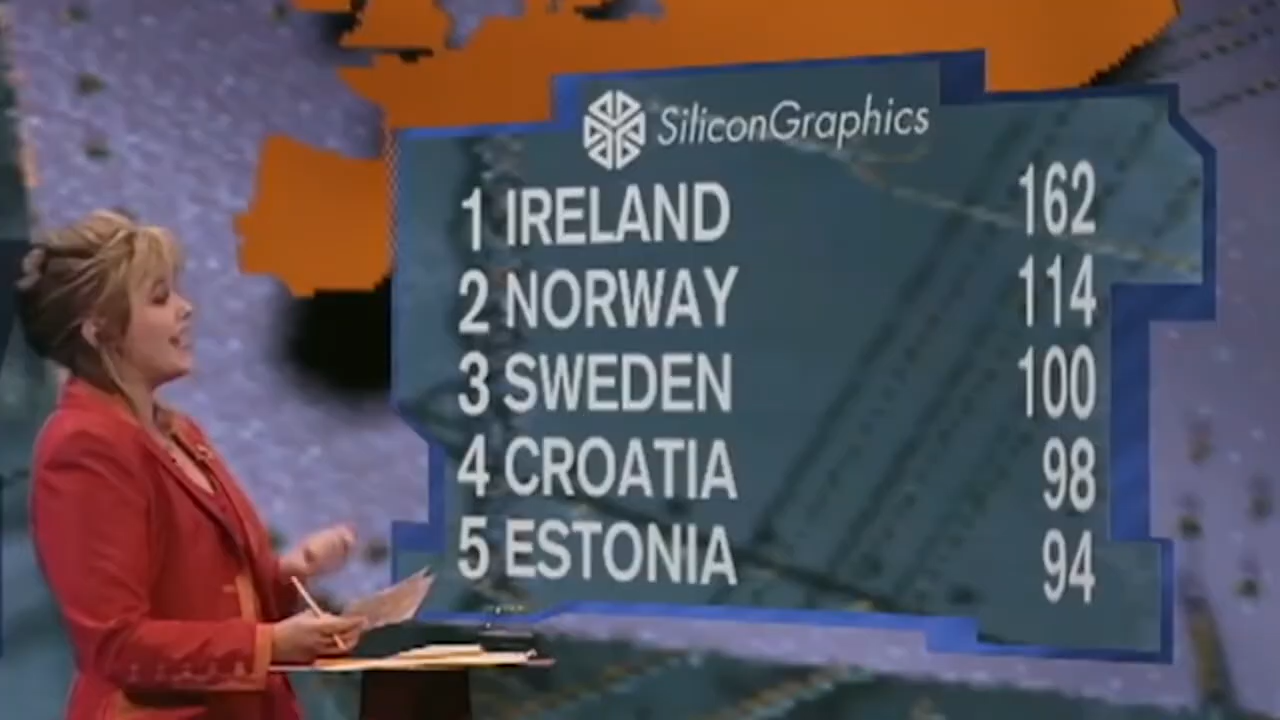 SiliconGraphics
1 IRELAND 162
2 NORWAY 114
3 SWEDEN 100
4 CROATIA 98
5 ESTONIA 94